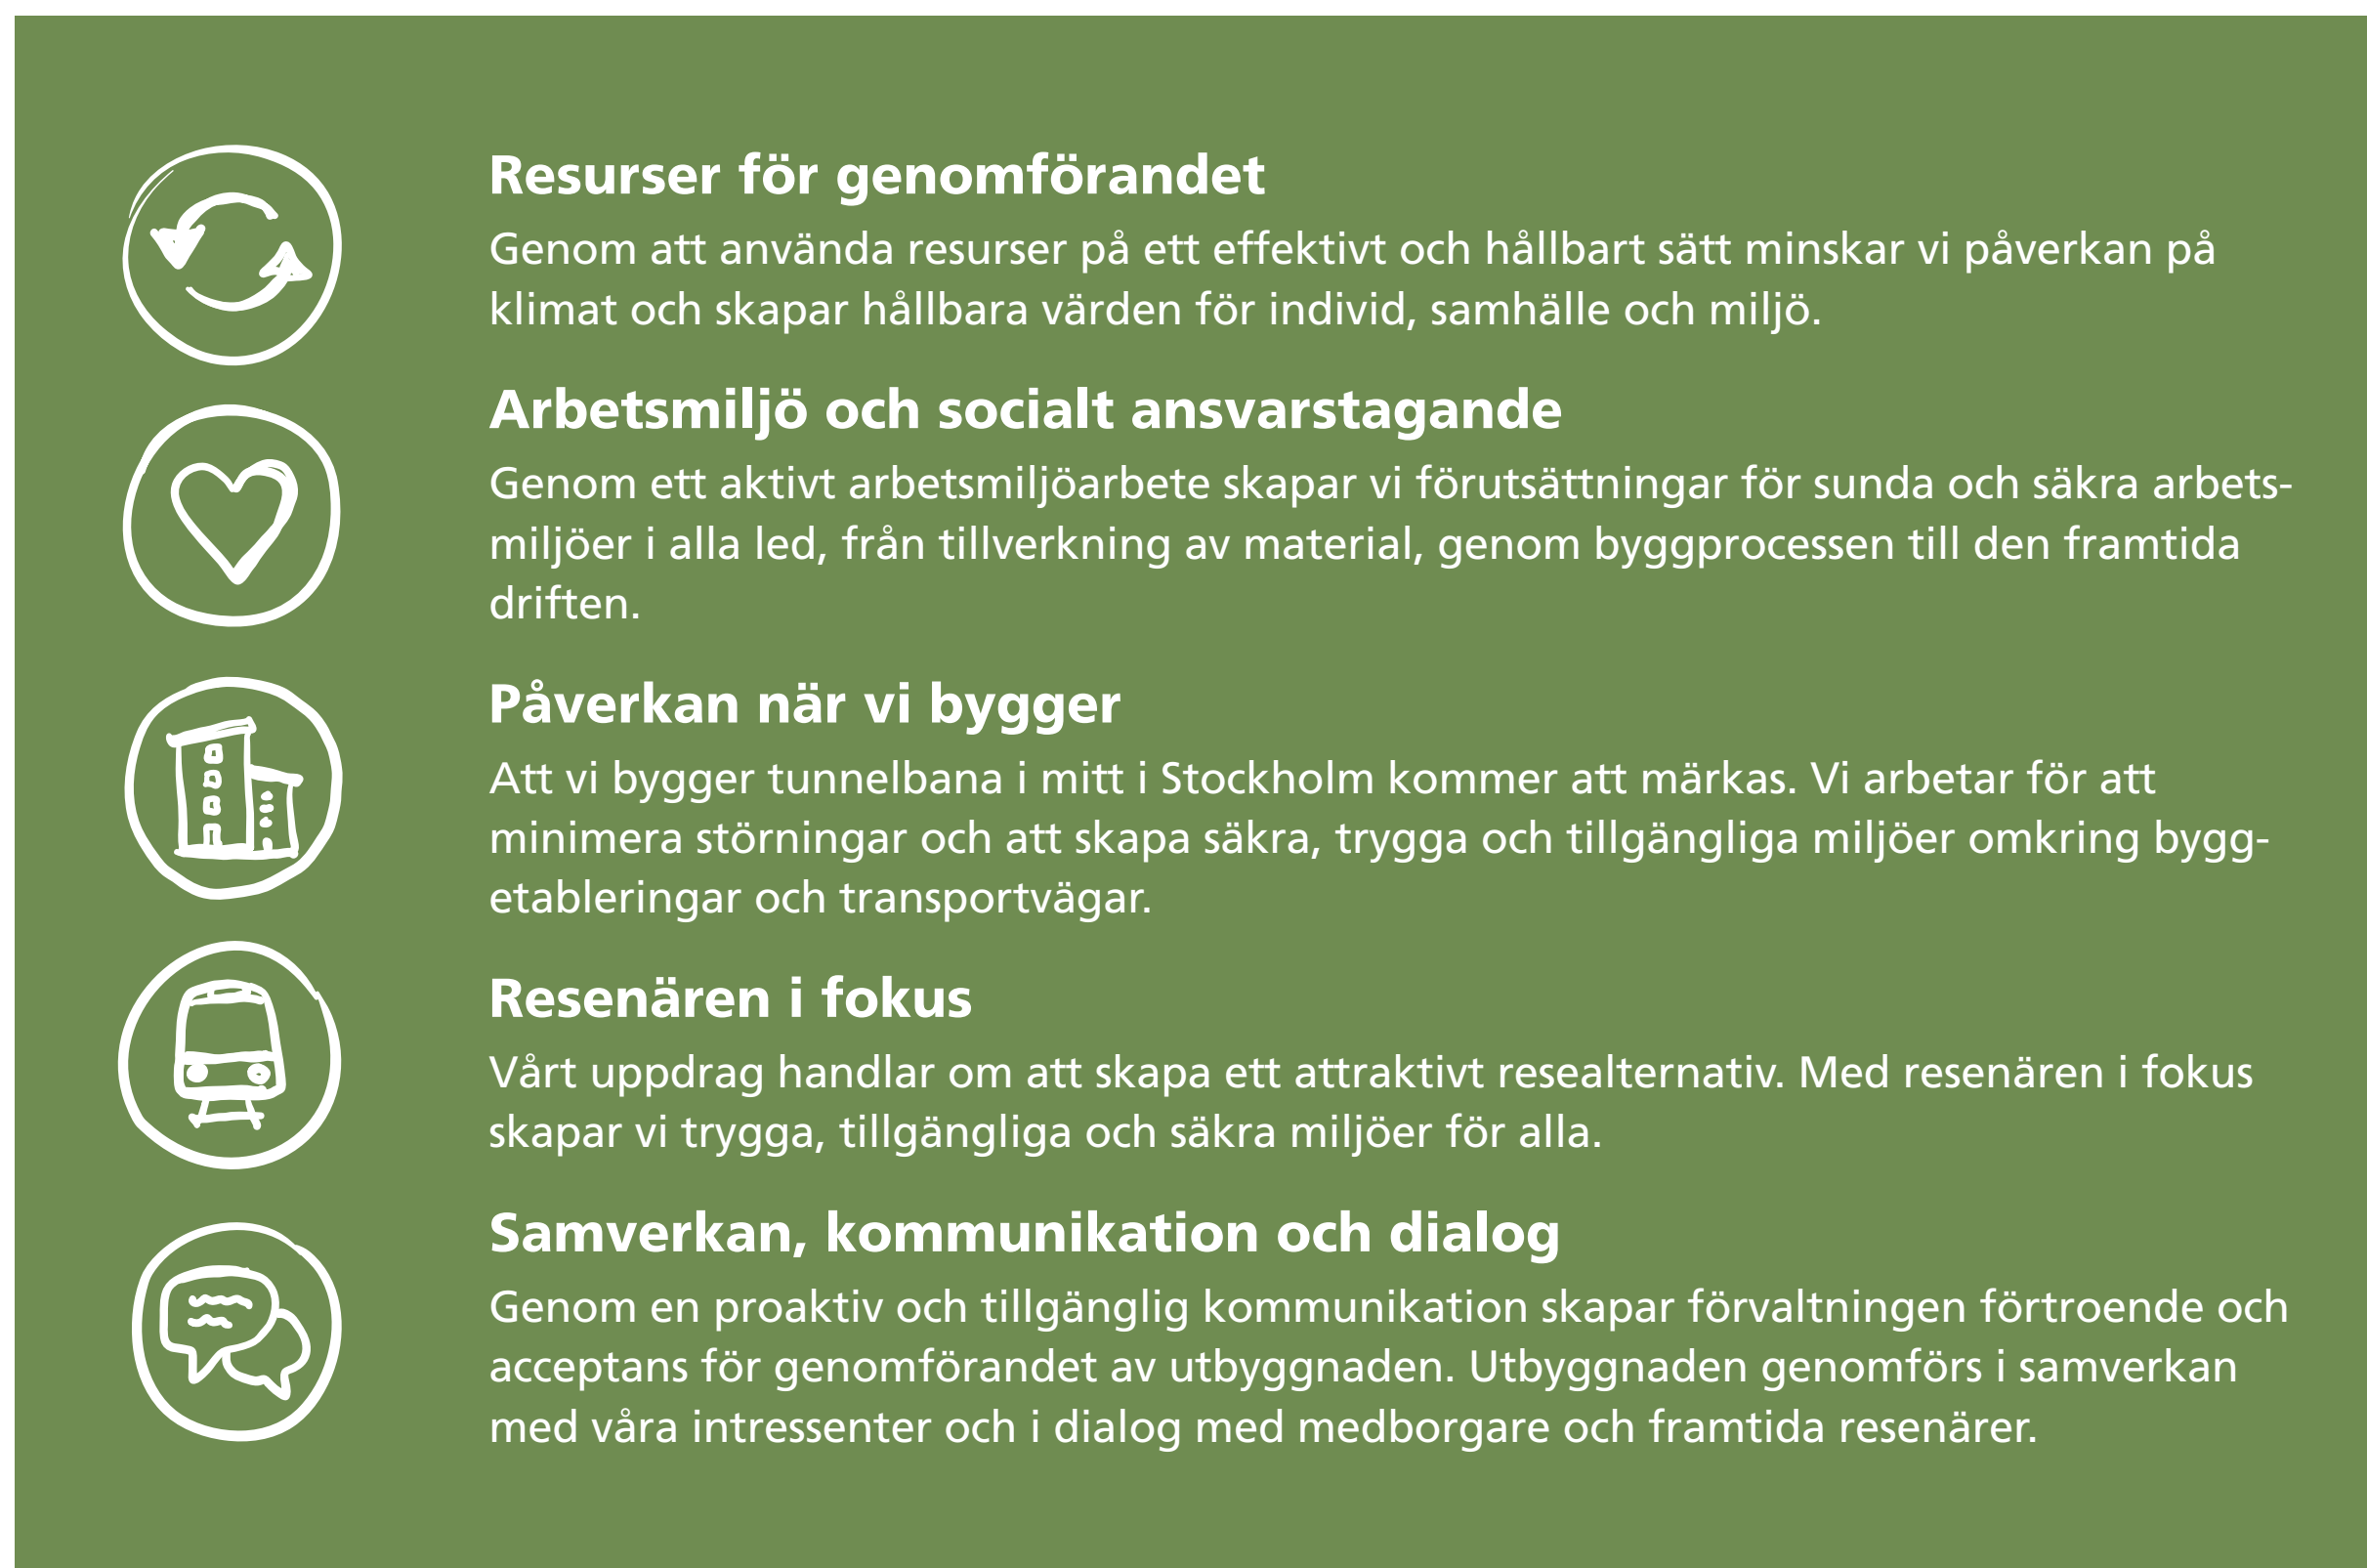 Resurser för genomförandet
Genom att använda resurser på ett effektivt och hållbart sätt minskar vi påverkan på
klimat och skapar hållbara värden för individ, samhälle och miljö.
Arbetsmiljö och socialt ansvarstagande
Genom ett aktivt arbetsmiljöarbete skapar vi förutsättningar för sunda och säkra arbets-
miljöer i alla led, från tillverkning av material, genom byggprocessen till den framtida
driften.
Påverkan när vi bygger
Att vi bygger tunnelbana i mitt i Stockholm kommer att märkas. Vi arbetar för att
minimera störningar och att skapa säkra, trygga och tillgängliga miljöer omkring bygg-
etableringar och transportvägar.
Resenären i fokus
Vårt uppdrag handlar om att skapa ett attraktivt resealternativ. Med resenären i fokus
skapar vi trygga, tillgängliga och säkra miljöer för alla.
Samverkan, kommunikation och dialog
Genom en proaktiv och tillgänglig kommunikation skapar förvaltningen förtroende och
acceptans för genomförandet av utbyggnaden. Utbyggnaden genomförs i samverkan
med våra intressenter och i dialog med medborgare och framtida resenärer.